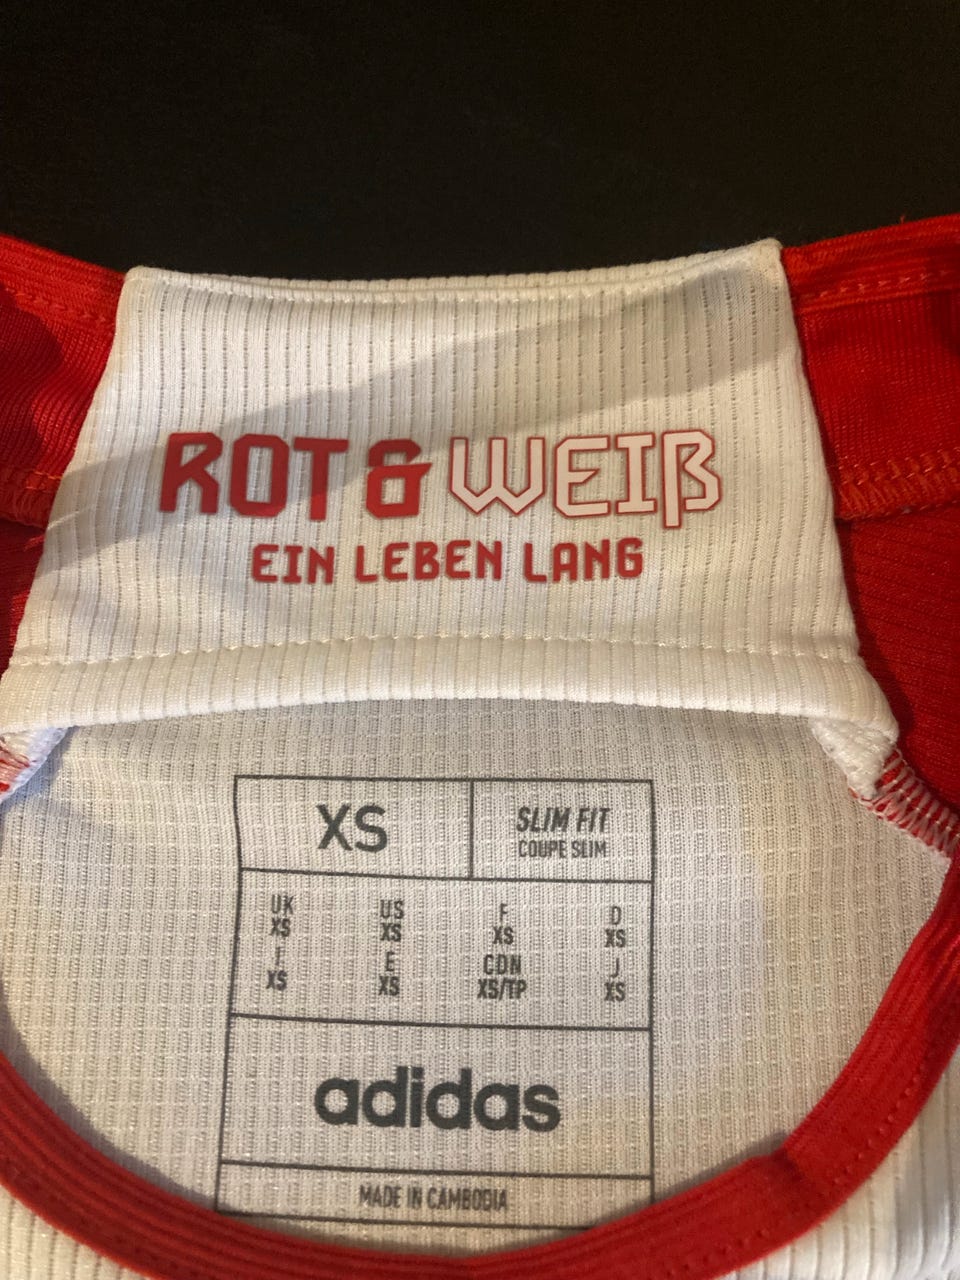 ROT & WEIß
EIN LEBEN LANG
XS
SLIM FIT
COUPE SLIM
UK US F D
XS XS XS XS
I E CDN J
XS XS XS/TP XS
adidas
MADE IN CAMBODIA